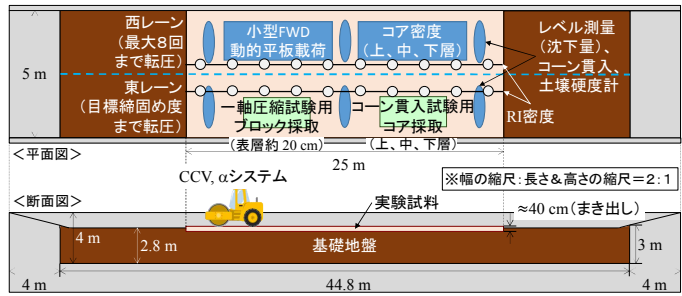 西レーン
(最大8回
まで転圧)
小型FWD
動的平板載荷
コア密度
(上、中、下層)
レベル測量
(沈下量)、
コーン貫入、
土壌硬度計
5 m
東レーン
(目標締固め度
まで転圧)
一軸圧縮試験用
ブロック採取
(表層約20 cm)
コーン貫入試験用
コア採取
(上、中、下層)
RI密度
<平面図>
25 m
CCV, αシステム
※幅の縮尺:長さ&高さの縮尺=2:1
<断面図>
実験試料
≈40 cm(まき出し)
4 m
2.8 m
基礎地盤
3 m
4 m
44.8 m
4 m